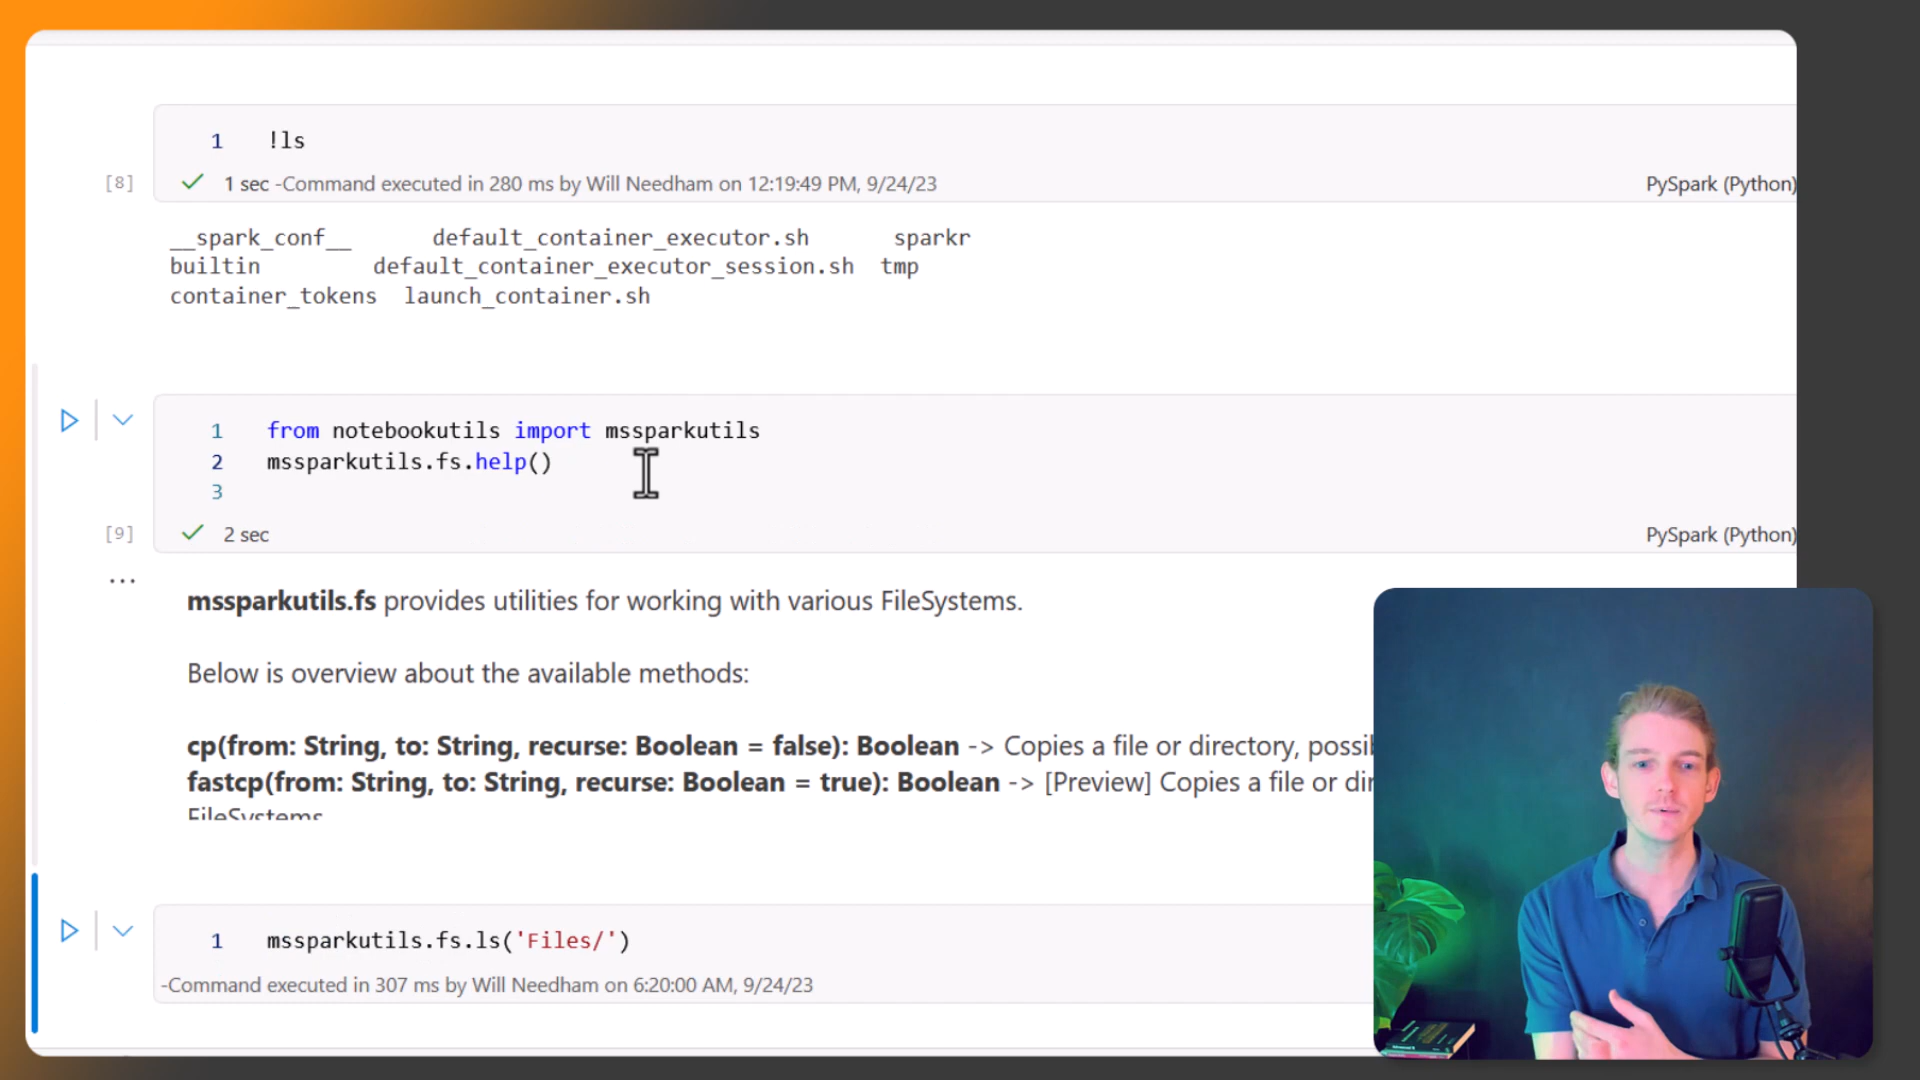 1 !ls
[8] 1 sec -Command executed in 280 ms by Will Needham on 12:19:49 PM, 9/24/23 PySpark (Python)
__spark_conf__ default_container_executor.sh sparkr
builtin default_container_executor_session.sh tmp
container_tokens launch_container.sh
1 from notebookutils import mssparkutils
2 mssparkutils.fs.help()
3
[9] 2 sec PySpark (Python)
...
mssparkutils.fs provides utilities for working with various FileSystems.
Below is overview about the available methods:
cp(from: String, to: String, recurse: Boolean = false): Boolean -> Copies a file or directory,
fastcp(from: String, to: String, recurse: Boolean = true): Boolean -> [Preview] Copies a file or
FileSystems
1 mssparkutils.fs.ls('Files/')
-Command executed in 307 ms by Will Needham on 6:20:00 AM, 9/24/23